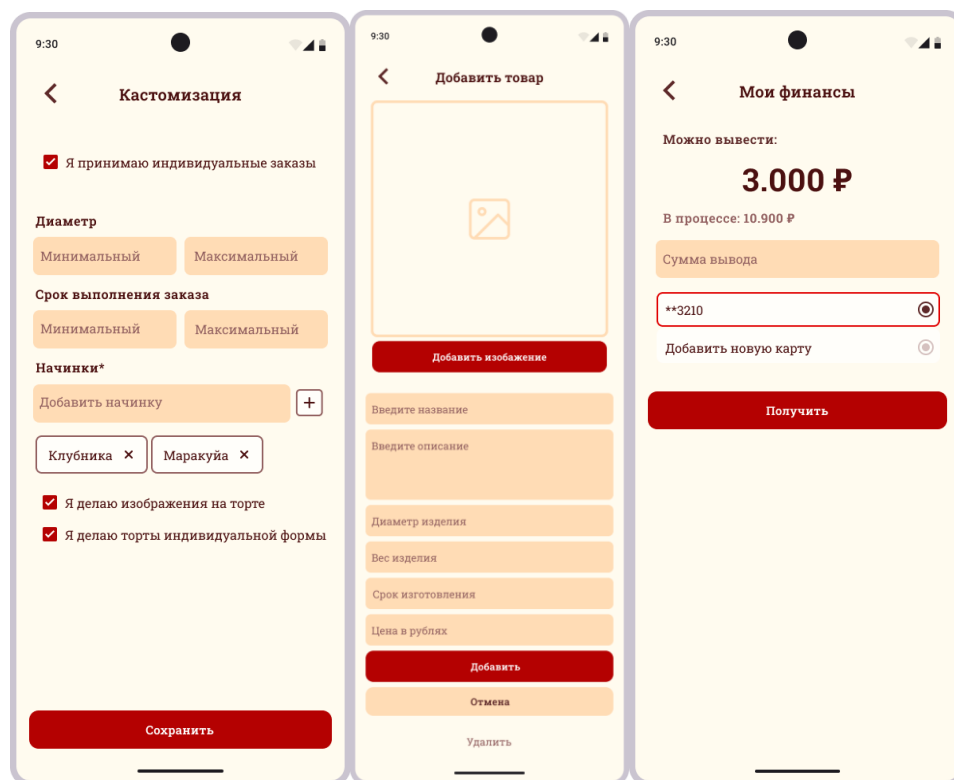 9:30
Кастомизация
Я принимаю индивидуальные заказы
Диаметр
Минимальный
Максимальный
Срок выполнения заказа
Минимальный
Максимальный
Начинки*
Добавить начинку
+
Клубника ×
Маракуйа ×
Я делаю изображения на торте
Я делаю торты индивидуальной формы
Сохранить
9:30
Добавить товар
Добавить изобажение
Введите название
Введите описание
Диаметр изделия
Вес изделия
Срок изготовления
Цена в рублях
Добавить
Отмена
Удалить
9:30
Мои финансы
Можно вывести:
3.000 ₽
В процессе: 10.900 ₽
Сумма вывода
**3210
Добавить новую карту
Получить